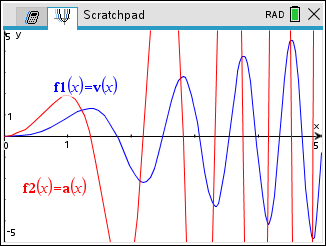 Scratchpad RAD
5 y
f1(x)=v(x)
1
x
0 1 5
f2(x)=a(x)
-5